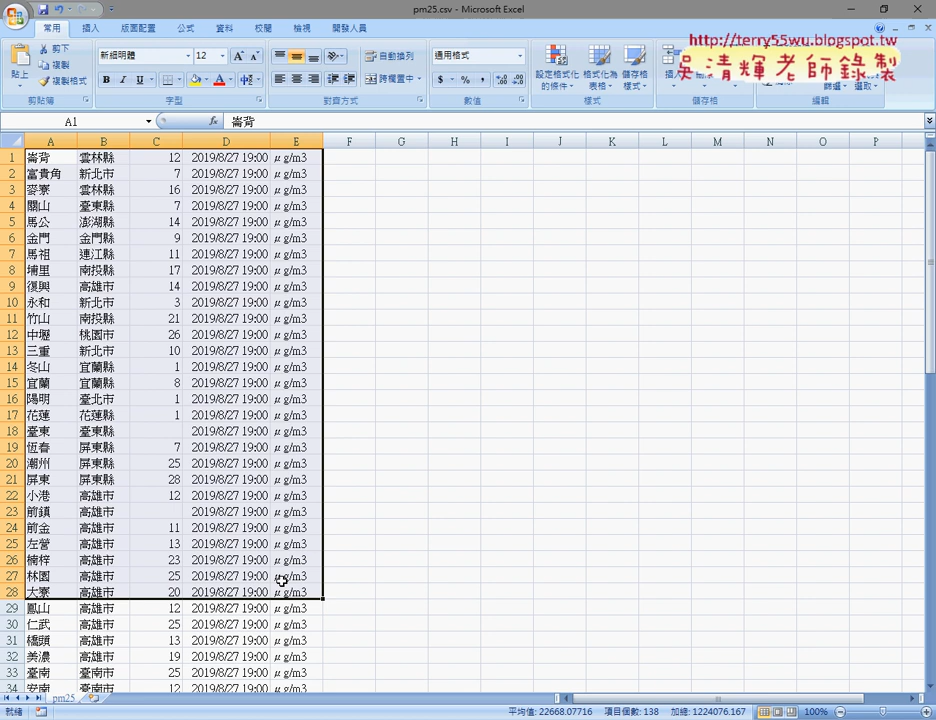 pm25.csv - Microsoft Excel
常用 插入 版面配置 公式 資料 校閱 檢視 開發人員
http://terry55wu.blogspot.tw
吳清輝老師錄製
貼上 剪下 複製 複製格式 剪貼簿
新細明體 12 B I U 字型
自動換列 跨欄置中 對齊方式
通用格式 $ % , 數值
設定格式化的條件 格式化為表格 儲存格樣式 樣式
插入 儲存格 篩選 選取 編輯
A1 fx 崙背
A B C D E F G H I J K L M N O P
1 崙背 雲林縣 12 2019/8/27 19:00 μg/m3
2 富貴角 新北市 7 2019/8/27 19:00 μg/m3
3 麥寮 雲林縣 16 2019/8/27 19:00 μg/m3
4 關山 臺東縣 7 2019/8/27 19:00 μg/m3
5 馬公 澎湖縣 14 2019/8/27 19:00 μg/m3
6 金門 金門縣 9 2019/8/27 19:00 μg/m3
7 馬祖 連江縣 11 2019/8/27 19:00 μg/m3
8 埔里 南投縣 17 2019/8/27 19:00 μg/m3
9 復興 高雄市 14 2019/8/27 19:00 μg/m3
10 永和 新北市 3 2019/8/27 19:00 μg/m3
11 竹山 南投縣 21 2019/8/27 19:00 μg/m3
12 中壢 桃園市 26 2019/8/27 19:00 μg/m3
13 三重 新北市 10 2019/8/27 19:00 μg/m3
14 冬山 宜蘭縣 1 2019/8/27 19:00 μg/m3
15 宜蘭 宜蘭縣 8 2019/8/27 19:00 μg/m3
16 陽明 臺北市 1 2019/8/27 19:00 μg/m3
17 花蓮 花蓮縣 1 2019/8/27 19:00 μg/m3
18 臺東 臺東縣 2019/8/27 19:00 μg/m3
19 恆春 屏東縣 7 2019/8/27 19:00 μg/m3
20 潮州 屏東縣 25 2019/8/27 19:00 μg/m3
21 屏東 屏東縣 28 2019/8/27 19:00 μg/m3
22 小港 高雄市 12 2019/8/27 19:00 μg/m3
23 前鎮 高雄市 2019/8/27 19:00 μg/m3
24 前金 高雄市 11 2019/8/27 19:00 μg/m3
25 左營 高雄市 13 2019/8/27 19:00 μg/m3
26 楠梓 高雄市 23 2019/8/27 19:00 μg/m3
27 林園 高雄市 25 2019/8/27 19:00 μg/m3
28 大寮 高雄市 20 2019/8/27 19:00 μg/m3
29 鳳山 高雄市 12 2019/8/27 19:00 μg/m3
30 仁武 高雄市 25 2019/8/27 19:00 μg/m3
31 橋頭 高雄市 13 2019/8/27 19:00 μg/m3
32 美濃 高雄市 19 2019/8/27 19:00 μg/m3
33 臺南 臺南市 25 2019/8/27 19:00 μg/m3
34 安南 臺南市 12 2019/8/27 19:00 μg/m3
pm25
就緒 平均值: 22668.07716 項目個數: 138 加總: 1224076.167 100%